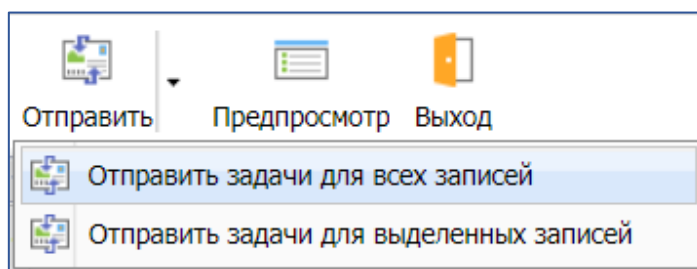 Отправить Предпросмотр Выход
Отправить задачи для всех записей
Отправить задачи для выделенных записей